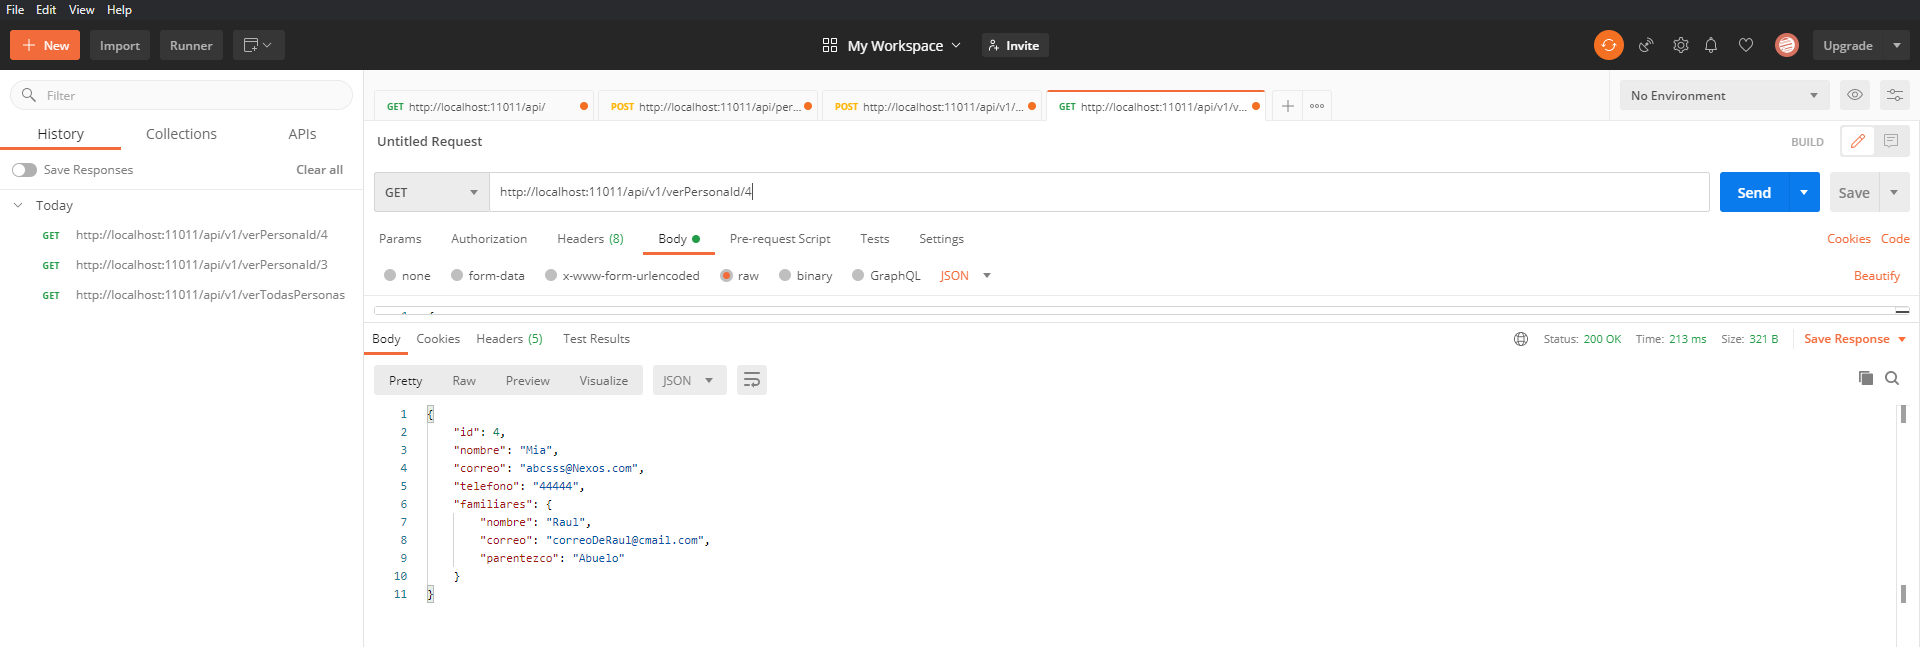 File Edit View Help
New Import Runner My Workspace Invite Upgrade
Filter
History Collections APIs
Save Responses Clear all
Today
GET http://localhost:11011/api/v1/verPersonaId/4
GET http://localhost:11011/api/v1/verPersonaId/3
GET http://localhost:11011/api/v1/verTodasPersonas
GET http://localhost:11011/api/ POST http://localhost:11011/api/per... POST http://localhost:11011/api/v1/... GET http://localhost:11011/api/v1/v... No Environment
Untitled Request BUILD
GET http://localhost:11011/api/v1/verPersonaId/4 Send Save
Params Authorization Headers (8) Body Pre-request Script Tests Settings Cookies Code
none form-data x-www-form-urlencoded raw binary GraphQL JSON Beautify
Body Cookies Headers (5) Test Results Status: 200 OK Time: 213 ms Size: 321 B Save Response
Pretty Raw Preview Visualize JSON
1 {
2 "id": 4,
3 "nombre": "Mia",
4 "correo": "abcsss@Nexos.com",
5 "telefono": "44444",
6 "familiares": {
7 "nombre": "Raul",
8 "correo": "correoDeRaul@cmail.com",
9 "parentezco": "Abuelo"
10 }
11 }